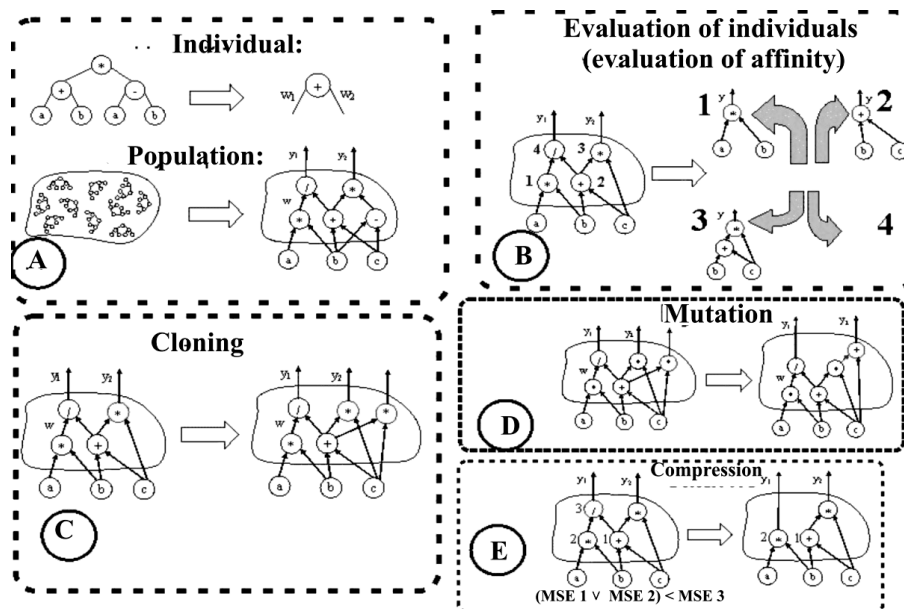 Individual:
*
+ -
a b a b
+
w1 w2
Population:
y1 y2
/ *
w
* + -
a b c
A
Evaluation of individuals
(evaluation of affinity)
y1 y2
4 / 3 *
1 * + 2
a b c
1 y * a b
2 y + b c
3 * + b c
4
B
Cloning
y1 y2
/ *
w
* +
a b c
y1 y2
/ * *
w
* +
a b c
C
Mutation
y1 y2
/ * *
w
* +
a b c
y1 y2
/ * +
w
* +
a b c
D
Compression
y1 y2
3 / *
2 * 1 +
a b c
y1 y2
*
2 * 1 +
a b c
(MSE 1 v MSE 2) < MSE 3
E